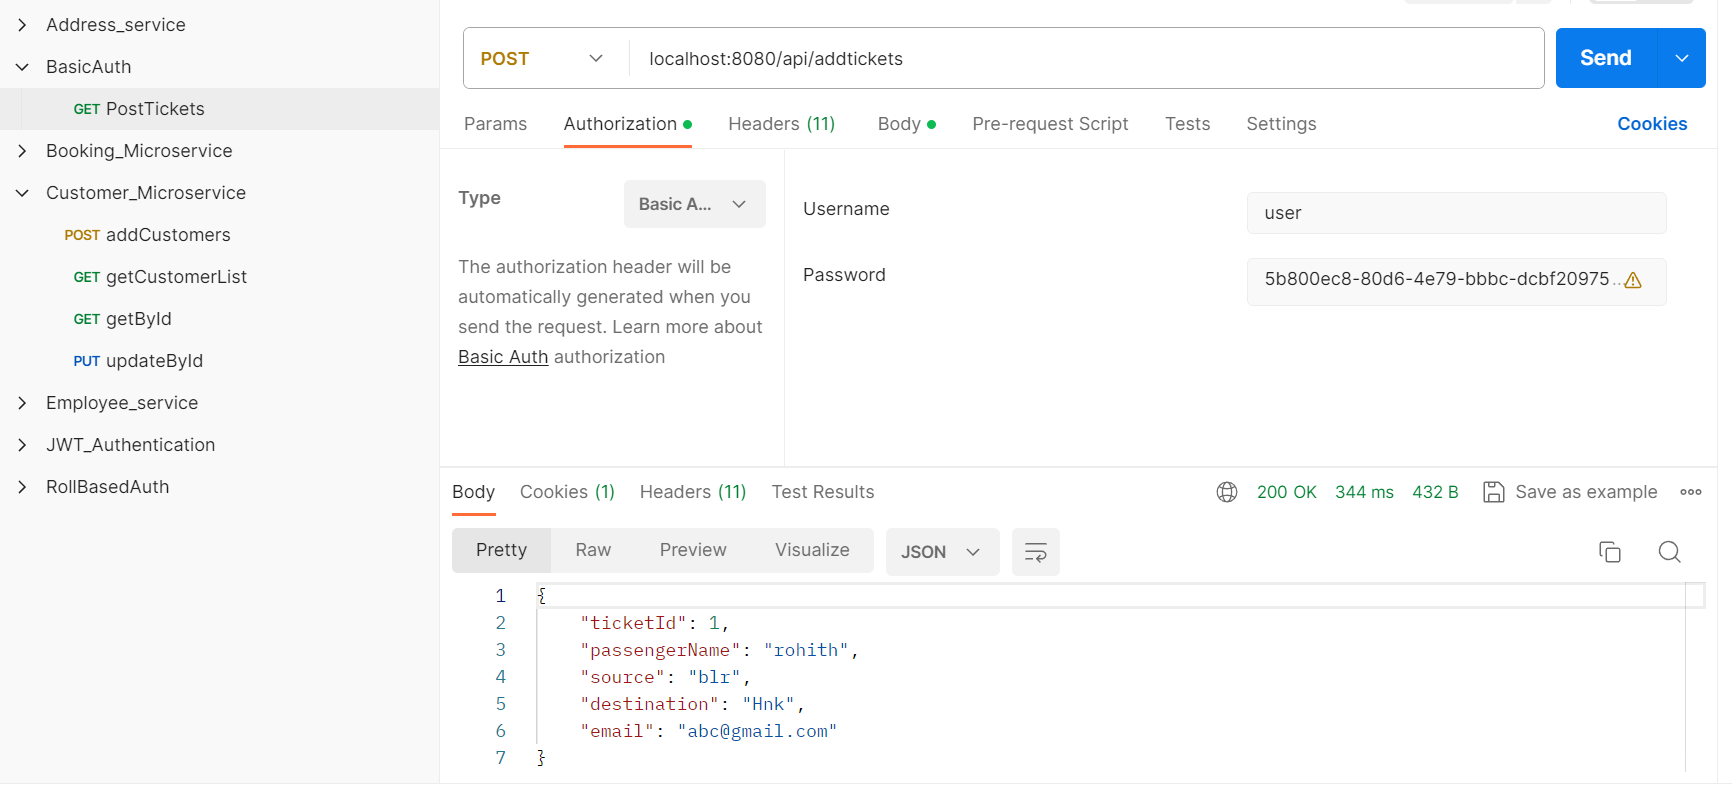 Address_service
BasicAuth
GET PostTickets
Booking_Microservice
Customer_Microservice
POST addCustomers
GET getCustomerList
GET getById
PUT updateById
Employee_service
JWT_Authentication
RollBasedAuth
POST localhost:8080/api/addtickets Send
Params Authorization Headers (11) Body Pre-request Script Tests Settings Cookies
Type Basic A...
The authorization header will be
automatically generated when you
send the request. Learn more about
Basic Auth authorization
Username user
Password 5b800ec8-80d6-4e79-bbbc-dcbf20975...
Body Cookies (1) Headers (11) Test Results 200 OK 344 ms 432 B Save as example
Pretty Raw Preview Visualize JSON
1 {
2 "ticketId": 1,
3 "passengerName": "rohith",
4 "source": "blr",
5 "destination": "Hnk",
6 "email": "abc@gmail.com"
7 }